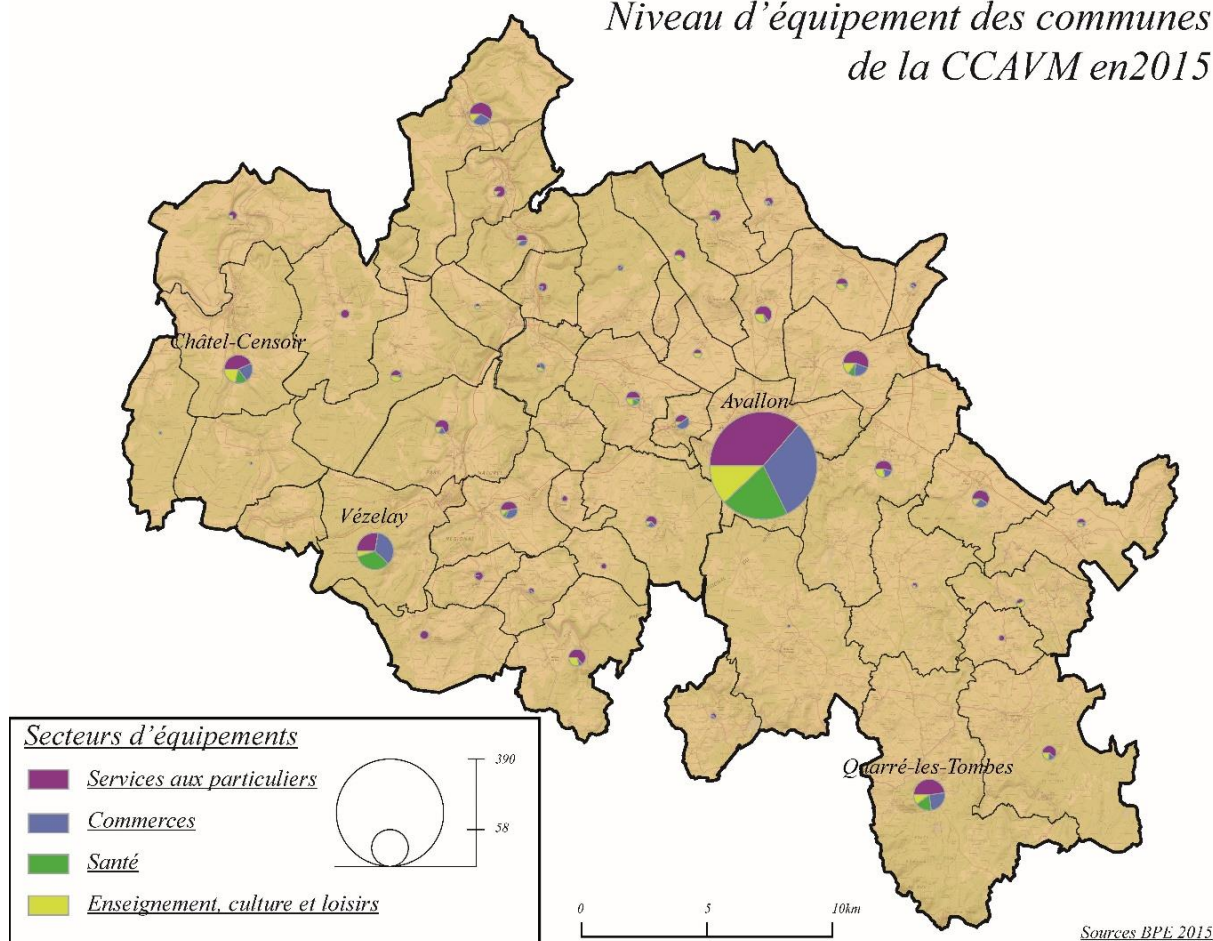 Niveau d'équipement des communes
de la CCAVM en2015
Châtel-Censoir
Avallon
Vézelay
Quarré-les-Tombes
Secteurs d'équipements
Services aux particuliers
Commerces
Santé
Enseignement, culture et loisirs
390
58
0 5 10km
Sources BPE 2015